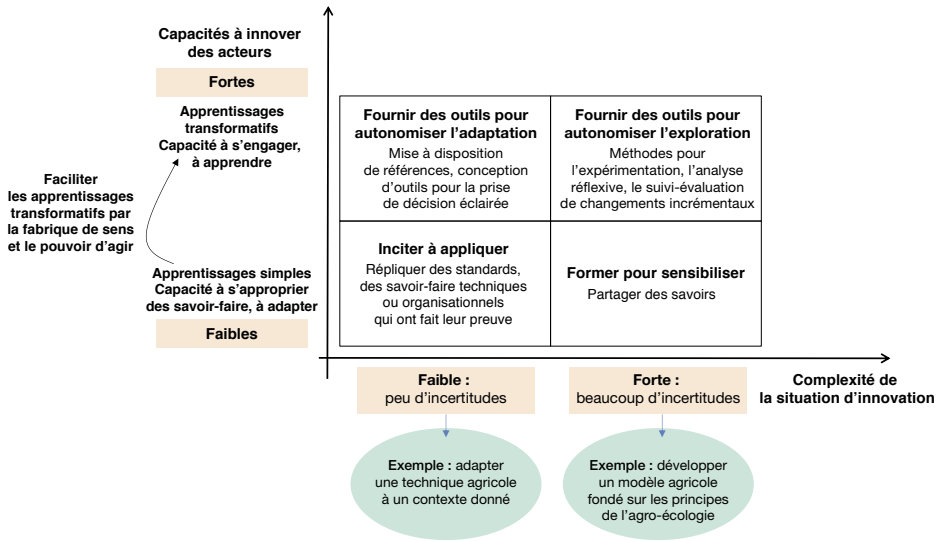 Capacités à innover
des acteurs
Fortes
Apprentissages
transformatifs
Capacité à s’engager,
à apprendre
Faciliter
les apprentissages
transformatifs par
la fabrique de sens
et le pouvoir d’agir
Apprentissages simples
Capacité à s’approprier
des savoir-faire, à adapter
Faibles
Fournir des outils pour
autonomiser l’adaptation
Mise à disposition
de références, conception
d’outils pour la prise
de décision éclairée
Fournir des outils pour
autonomiser l’exploration
Méthodes pour
l’expérimentation, l’analyse
réflexive, le suivi-évaluation
de changements incrémentaux
Inciter à appliquer
Répliquer des standards,
des savoir-faire techniques
ou organisationnels
qui ont fait leur preuve
Former pour sensibiliser
Partager des savoirs
Faible :
peu d’incertitudes
Forte :
beaucoup d’incertitudes
Complexité de
la situation d’innovation
Exemple : adapter
une technique agricole
à un contexte donné
Exemple : développer
un modèle agricole
fondé sur les principes
de l’agro-écologie